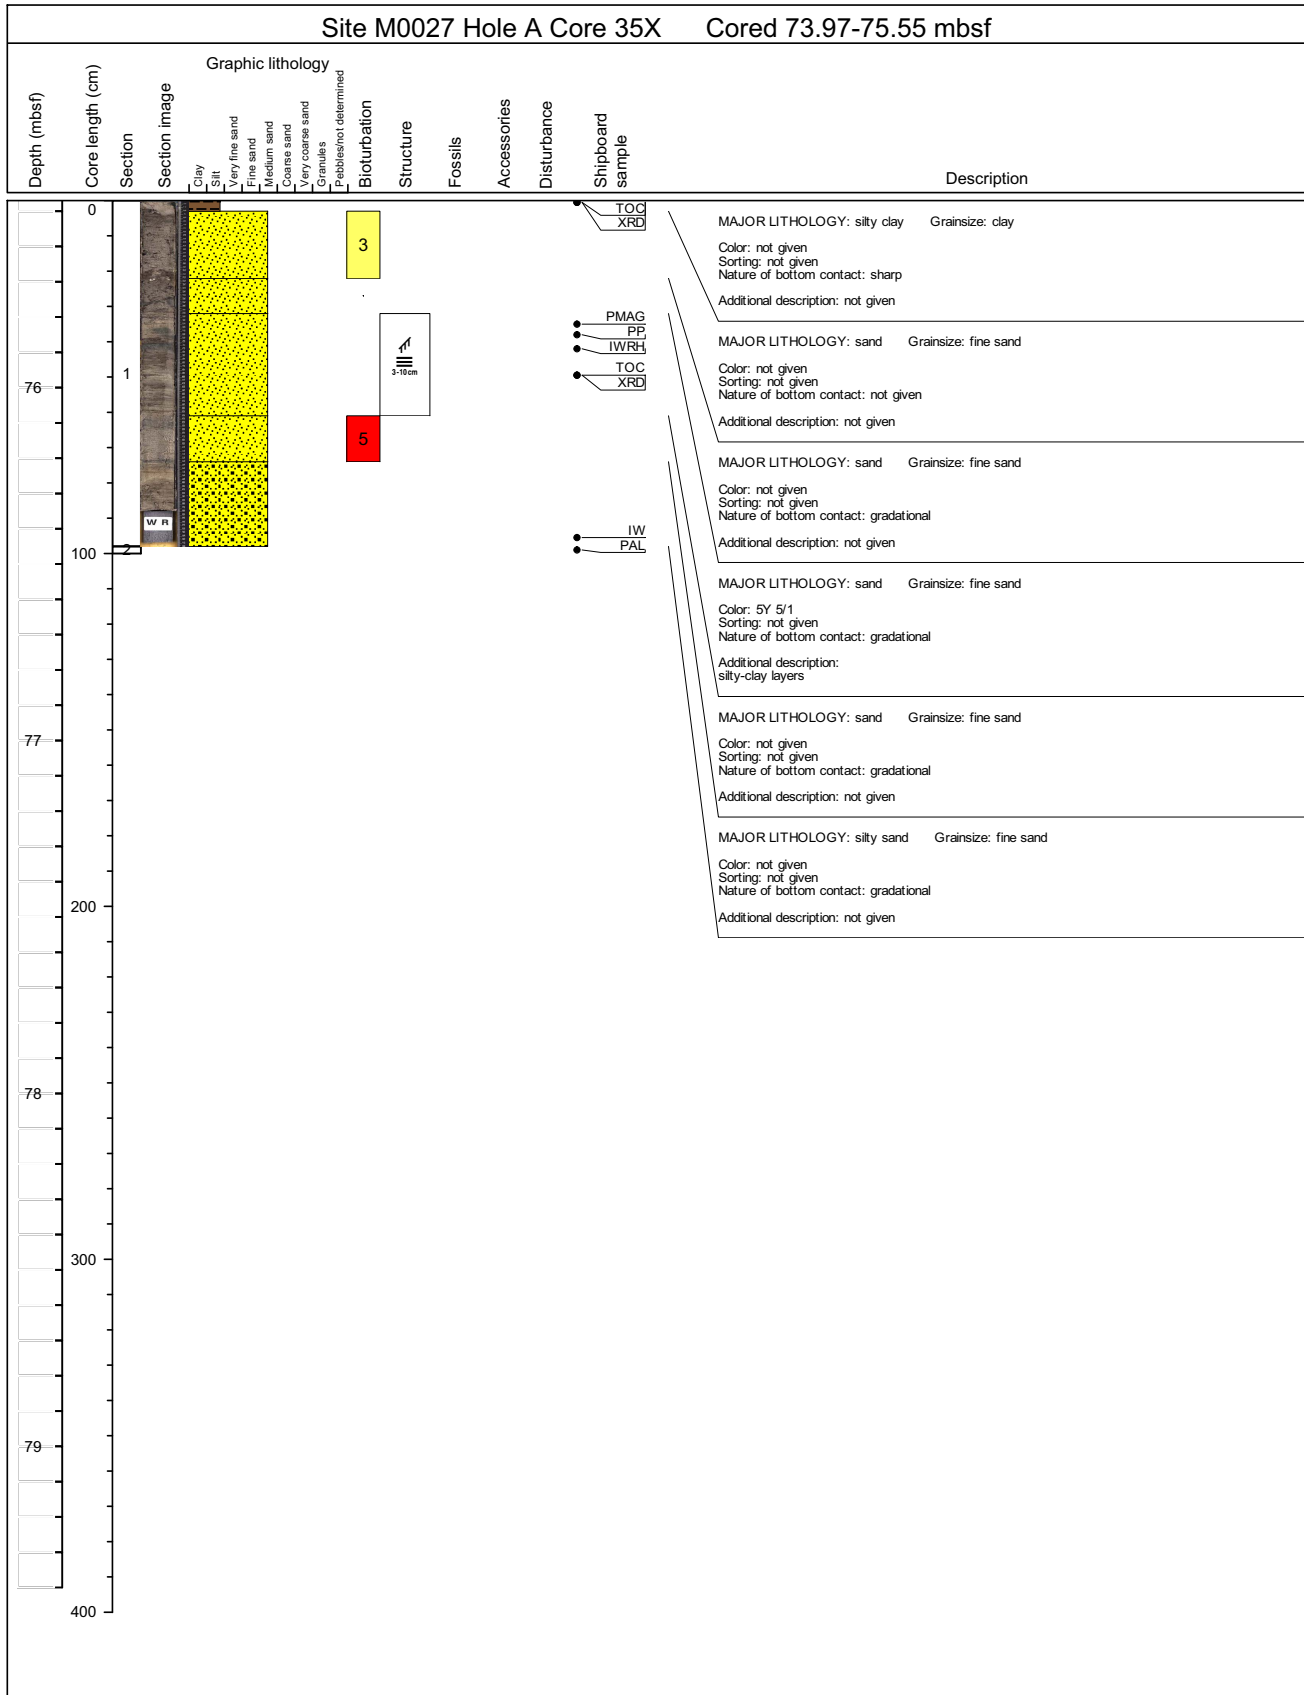 Site M0027 Hole A Core 35X Cored 73.97-75.55 mbsf
Graphic lithology
Depth (mbsf)
Core length (cm)
Section
Section image
Clay
Silt
Very fine sand
Fine sand
Medium sand
Coarse sand
Very coarse sand
Granules
Pebbles/not determined
Bioturbation
Structure
Fossils
Accessories
Disturbance
Shipboard
sample
Description
0
100
200
300
400
76
77
78
79
1
2
W R
3
5
3-10cm
TOC
XRD
PMAG
PP
IWRH
TOC
XRD
IW
PAL
MAJOR LITHOLOGY: silty clay Grainsize: clay
Color: not given
Sorting: not given
Nature of bottom contact: sharp
Additional description: not given
MAJOR LITHOLOGY: sand Grainsize: fine sand
Color: not given
Sorting: not given
Nature of bottom contact: not given
Additional description: not given
MAJOR LITHOLOGY: sand Grainsize: fine sand
Color: not given
Sorting: not given
Nature of bottom contact: gradational
Additional description: not given
MAJOR LITHOLOGY: sand Grainsize: fine sand
Color: 5Y 5/1
Sorting: not given
Nature of bottom contact: gradational
Additional description:
silty-clay layers
MAJOR LITHOLOGY: sand Grainsize: fine sand
Color: not given
Sorting: not given
Nature of bottom contact: gradational
Additional description: not given
MAJOR LITHOLOGY: silty sand Grainsize: fine sand
Color: not given
Sorting: not given
Nature of bottom contact: gradational
Additional description: not given